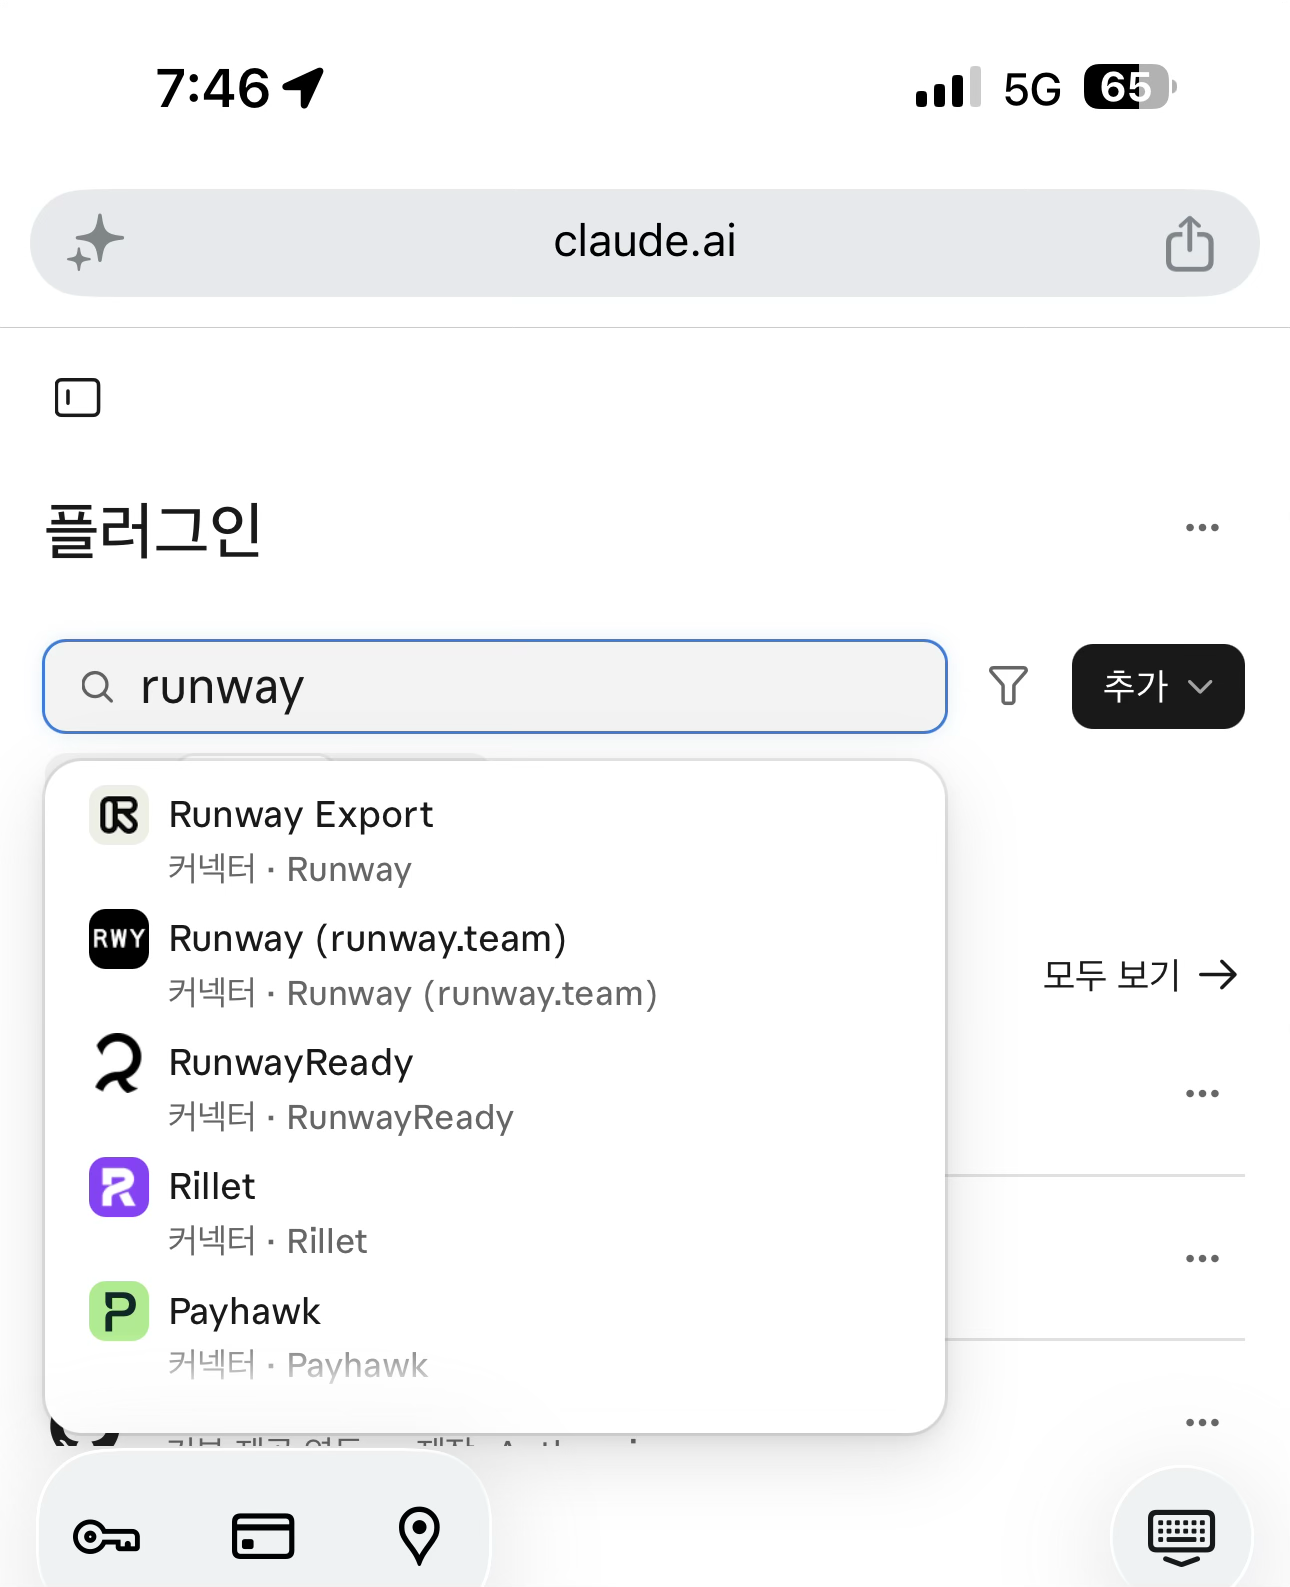 7:46
5G
65
claude.ai
플러그인
runway
추가
Runway Export
커넥터 · Runway
RWY
Runway (runway.team)
커넥터 · Runway (runway.team)
모두 보기
RunwayReady
커넥터 · RunwayReady
Rillet
커넥터 · Rillet
Payhawk
커넥터 · Payhawk